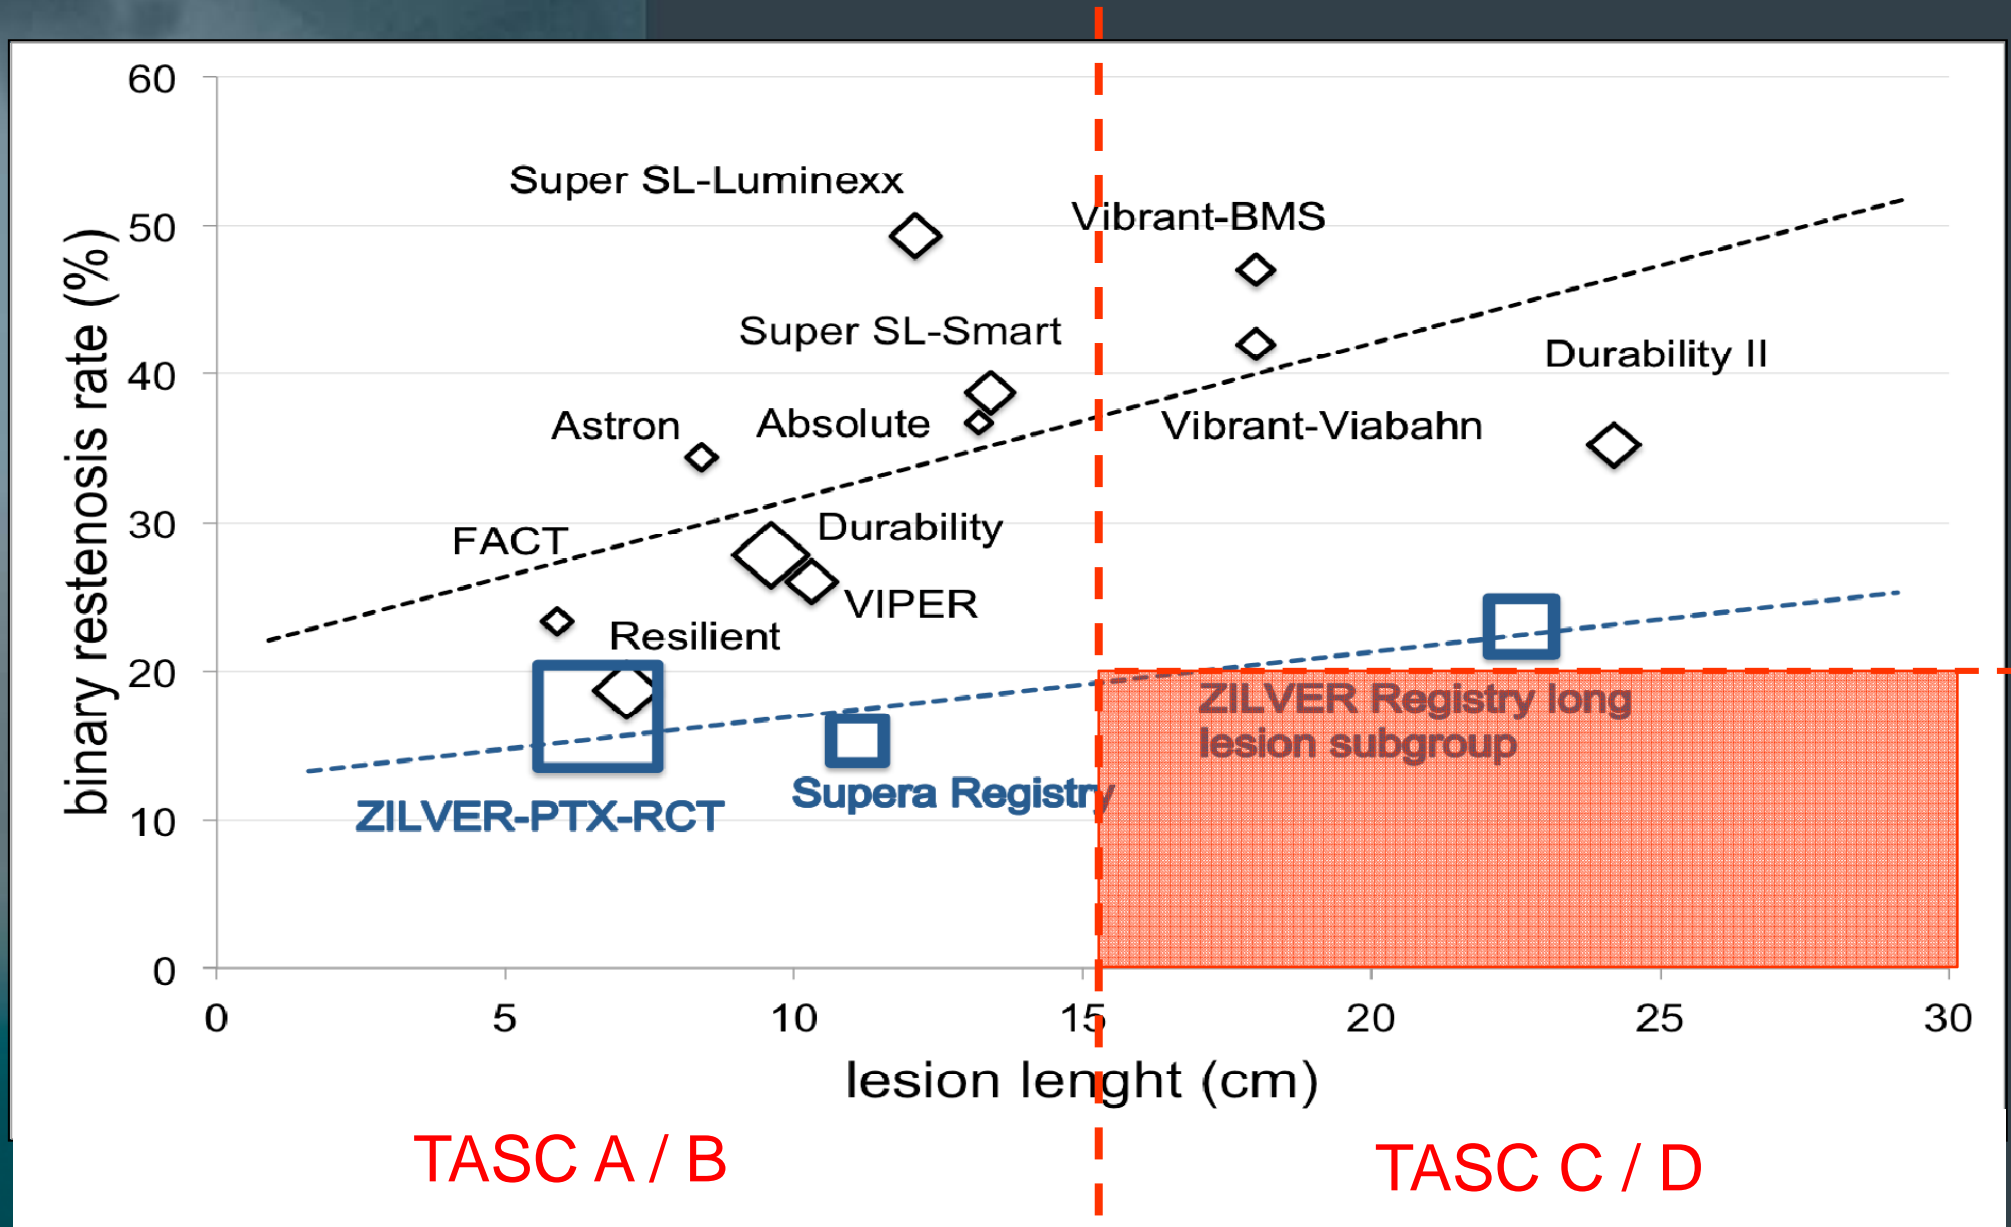 60
Super SL-Luminexx
50
Vibrant-BMS
Super SL-Smart
40
Durability II
Astron
Absolute
Vibrant-Viabahn
FACT
30
Durability
VIPER
Resilient
20
ZILVER Registry long
lesion subgroup
Supera Registry
ZILVER-PTX-RCT
10
0
binary restenosis rate (%)
0 5 10 15 20 25 30
lesion lenght (cm)
TASC A / B
TASC C / D